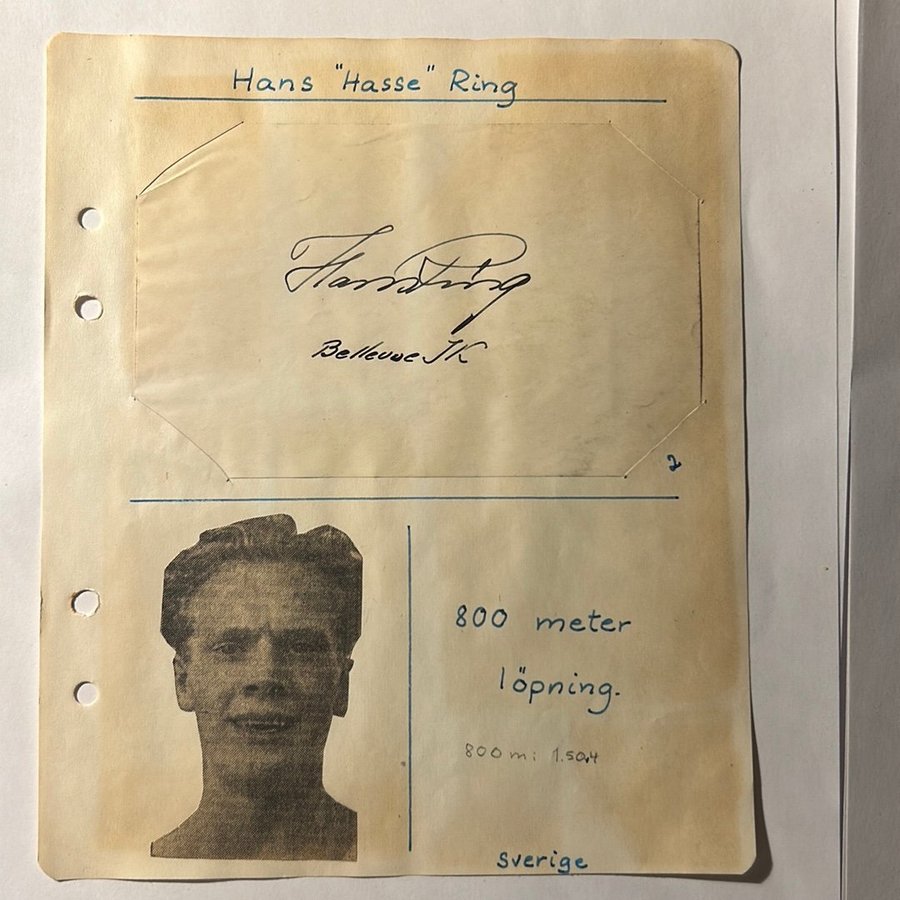 Hans "Hasse" Ring
Hans Ring
Bellevue IK
2
800 meter
löpning.
800 m: 1.50,4
Sverige